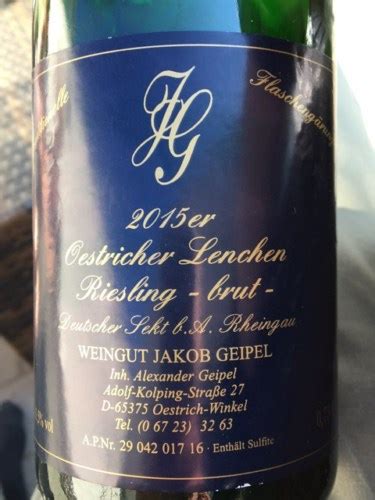 JG
Flaschengärung
2015er
Oestricher Lenchen
Riesling - brut -
Deutscher Sekt b.A. Rheingau
WEINGUT JAKOB GEIPEL
Inh. Alexander Geipel
Adolf-Kolping-Straße 27
D-65375 Oestrich-Winkel
Tel. (0 67 23) 32 63
vol
A.P.Nr. 29 042 017 16 - Enthält Sulfite